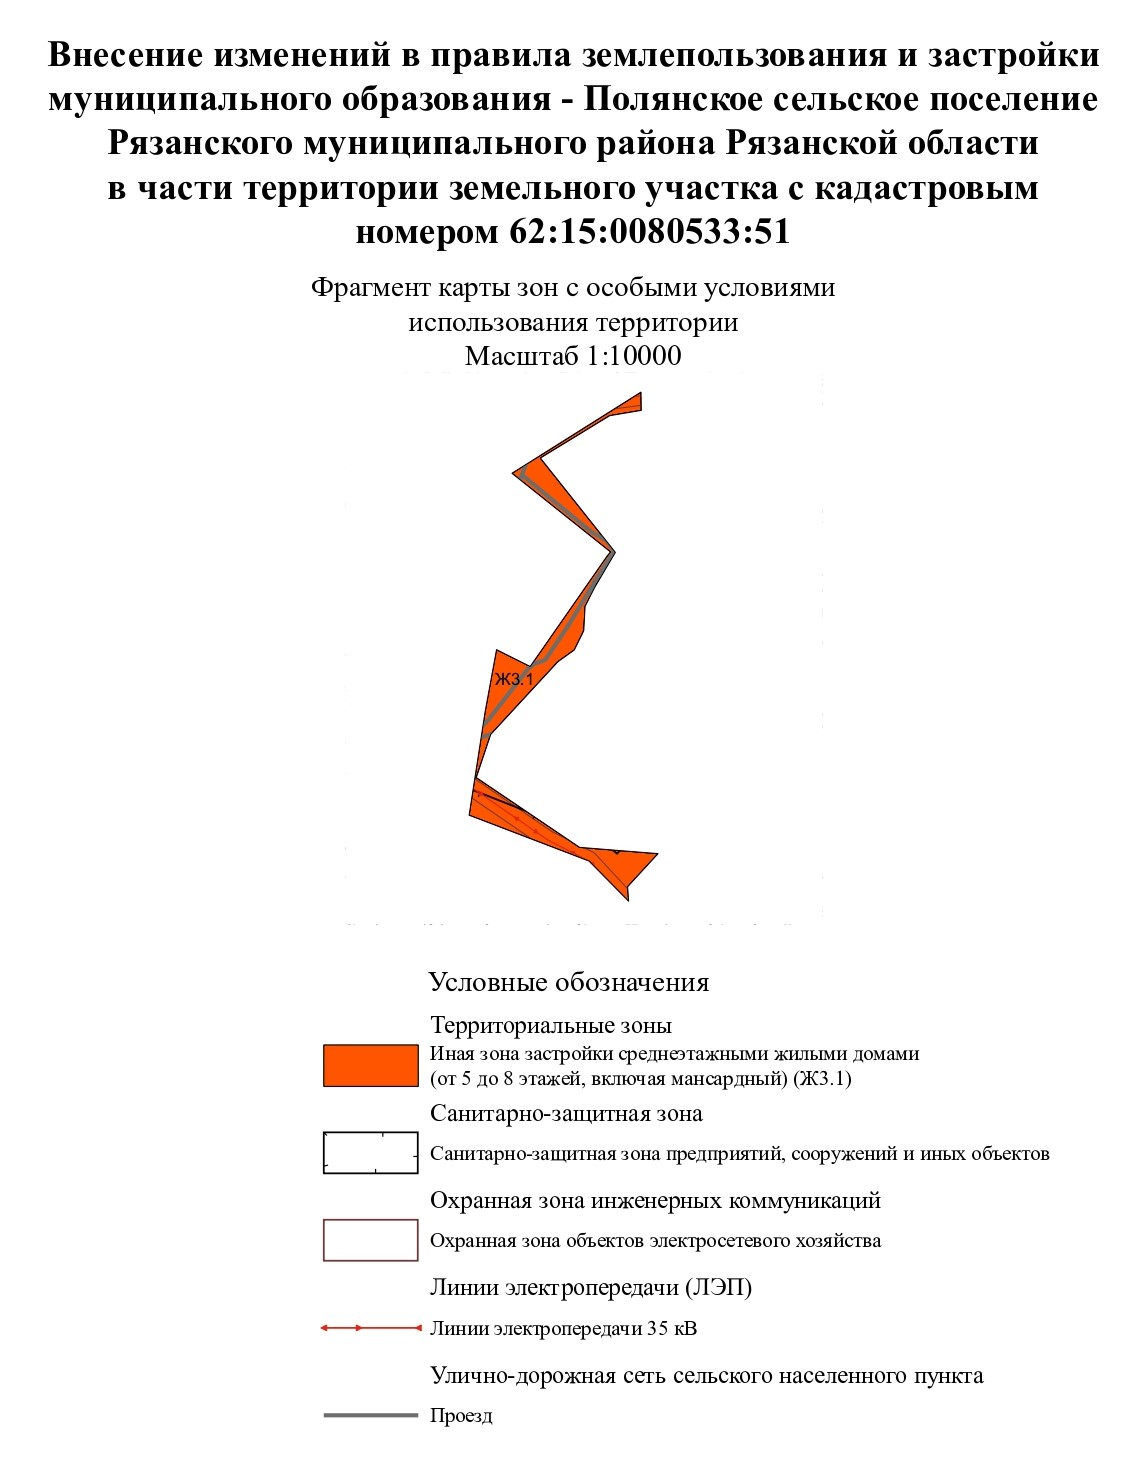 Внесение изменений в правила землепользования и застройки
муниципального образования - Полянское сельское поселение
Рязанского муниципального района Рязанской области
в части территории земельного участка с кадастровым
номером 62:15:0080533:51
Фрагмент карты зон с особыми условиями
использования территории
Масштаб 1:10000
Ж3.1
Условные обозначения
Территориальные зоны
Иная зона застройки среднеэтажными жилыми домами
(от 5 до 8 этажей, включая мансардный) (Ж3.1)
Санитарно-защитная зона
Санитарно-защитная зона предприятий, сооружений и иных объектов
Охранная зона инженерных коммуникаций
Охранная зона объектов электросетевого хозяйства
Линии электропередачи (ЛЭП)
Линии электропередачи 35 кВ
Улично-дорожная сеть сельского населенного пункта
Проезд